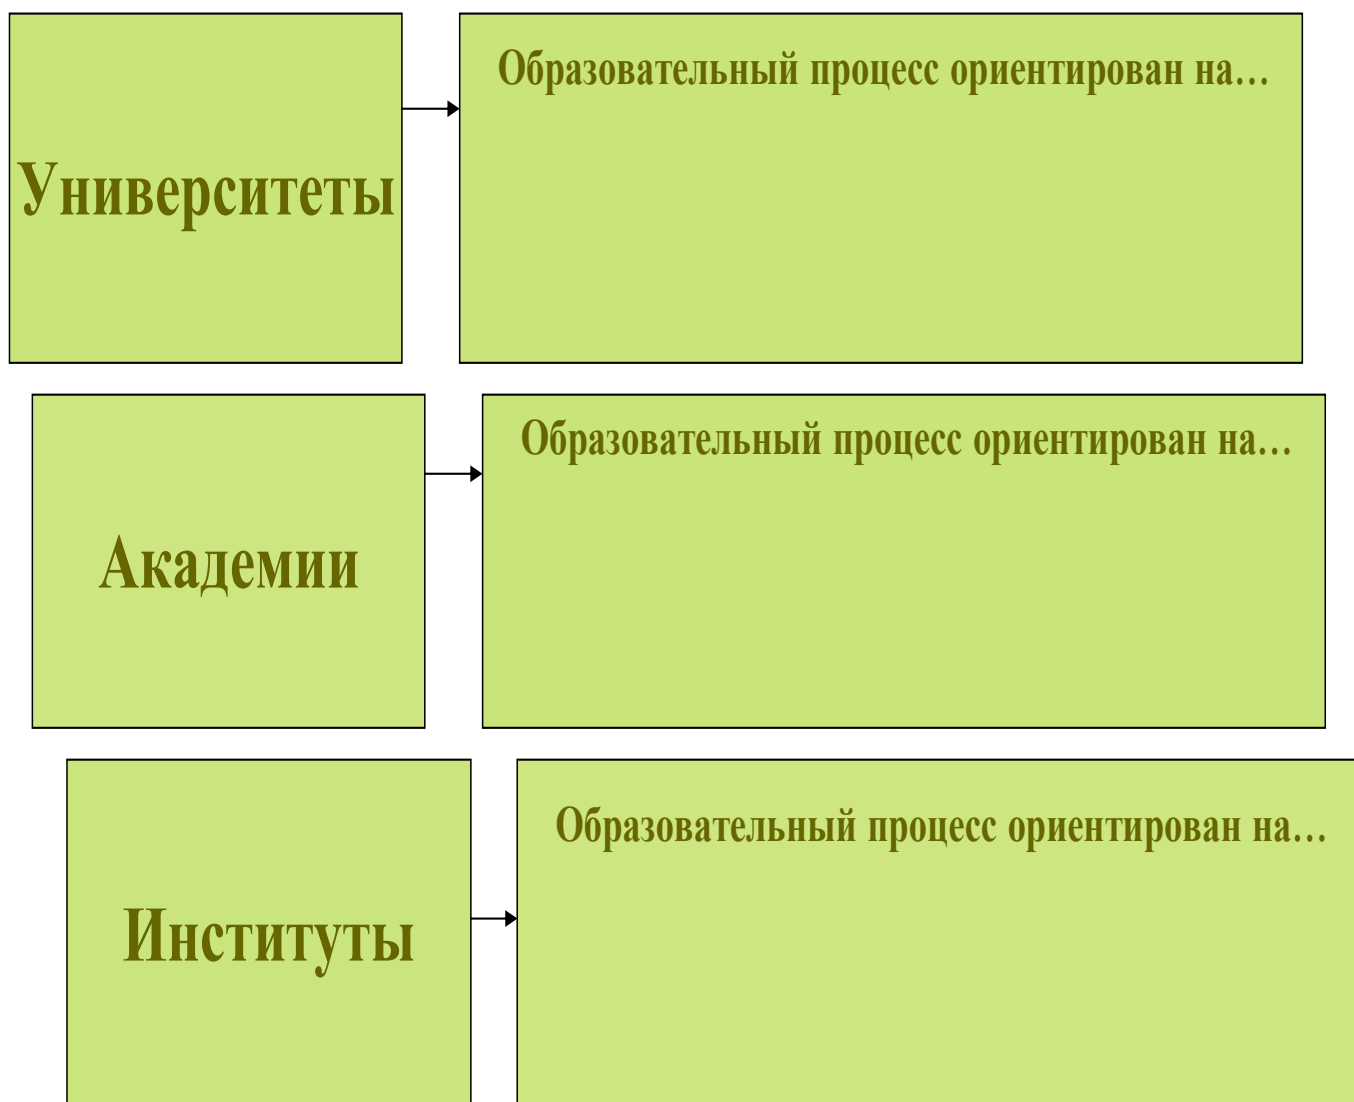 Университеты
Образовательный процесс ориентирован на…
Академии
Образовательный процесс ориентирован на…
Институты
Образовательный процесс ориентирован на…